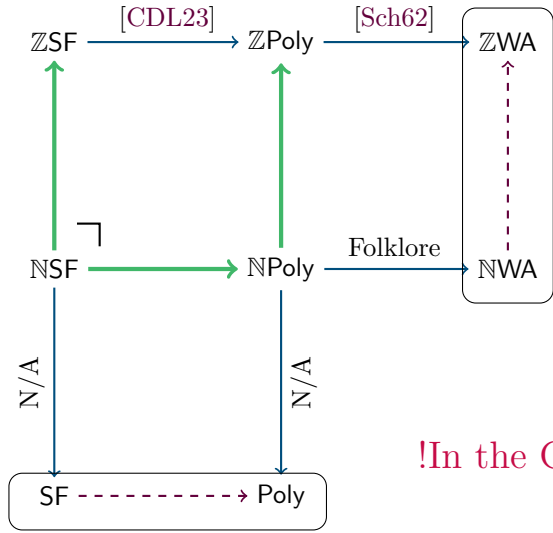 [CDL23] [Sch62]
ℤSF ℤPoly ℤWA
Folklore
ℕSF ℕPoly ℕWA
N/A N/A
!In the
SF Poly